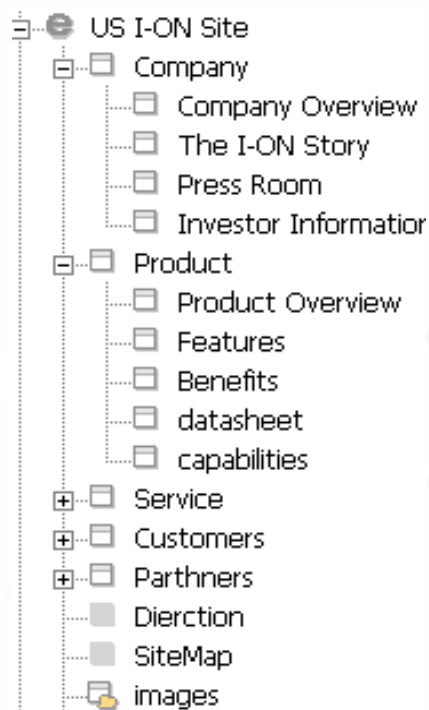 US I-ON Site
Company
Company Overview
The I-ON Story
Press Room
Investor Information
Product
Product Overview
Features
Benefits
datasheet
capabilities
Service
Customers
Parthners
Dierction
SiteMap
images